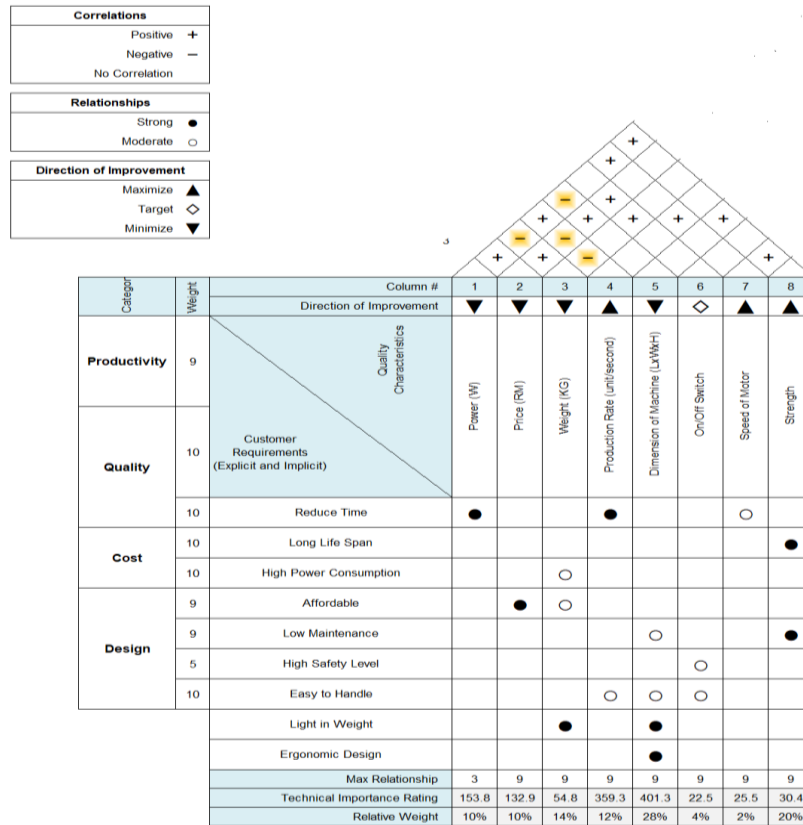 Correlations
Positive +
Negative −
No Correlation
Relationships
Strong ●
Moderate ○
Direction of Improvement
Maximize ▲
Target ◇
Minimize ▼
+
+
− +
+ + + + +
− −
+ + − +
Categor
Weight
Column # 1 2 3 4 5 6 7 8
Direction of Improvement ▼ ▼ ▼ ▲ ▼ ◇ ▲ ▲
Productivity 9
Quality 10
Quality Characteristics
Customer Requirements (Explicit and Implicit)
Power (W)
Price (RM)
Weight (KG)
Production Rate (unit/second)
Dimension of Machine (LxWxH)
On/Off Switch
Speed of Motor
Strength
10 Reduce Time ● ● ○
Cost
10 Long Life Span ●
10 High Power Consumption ○
Design
9 Affordable ● ○
9 Low Maintenance ○ ●
5 High Safety Level ○
10 Easy to Handle ○ ○ ○
Light in Weight ● ●
Ergonomic Design ●
Max Relationship 3 9 9 9 9 9 9 9
Technical Importance Rating 153.8 132.9 54.8 359.3 401.3 22.5 25.5 30.4
Relative Weight 10% 10% 14% 12% 28% 4% 2% 20%